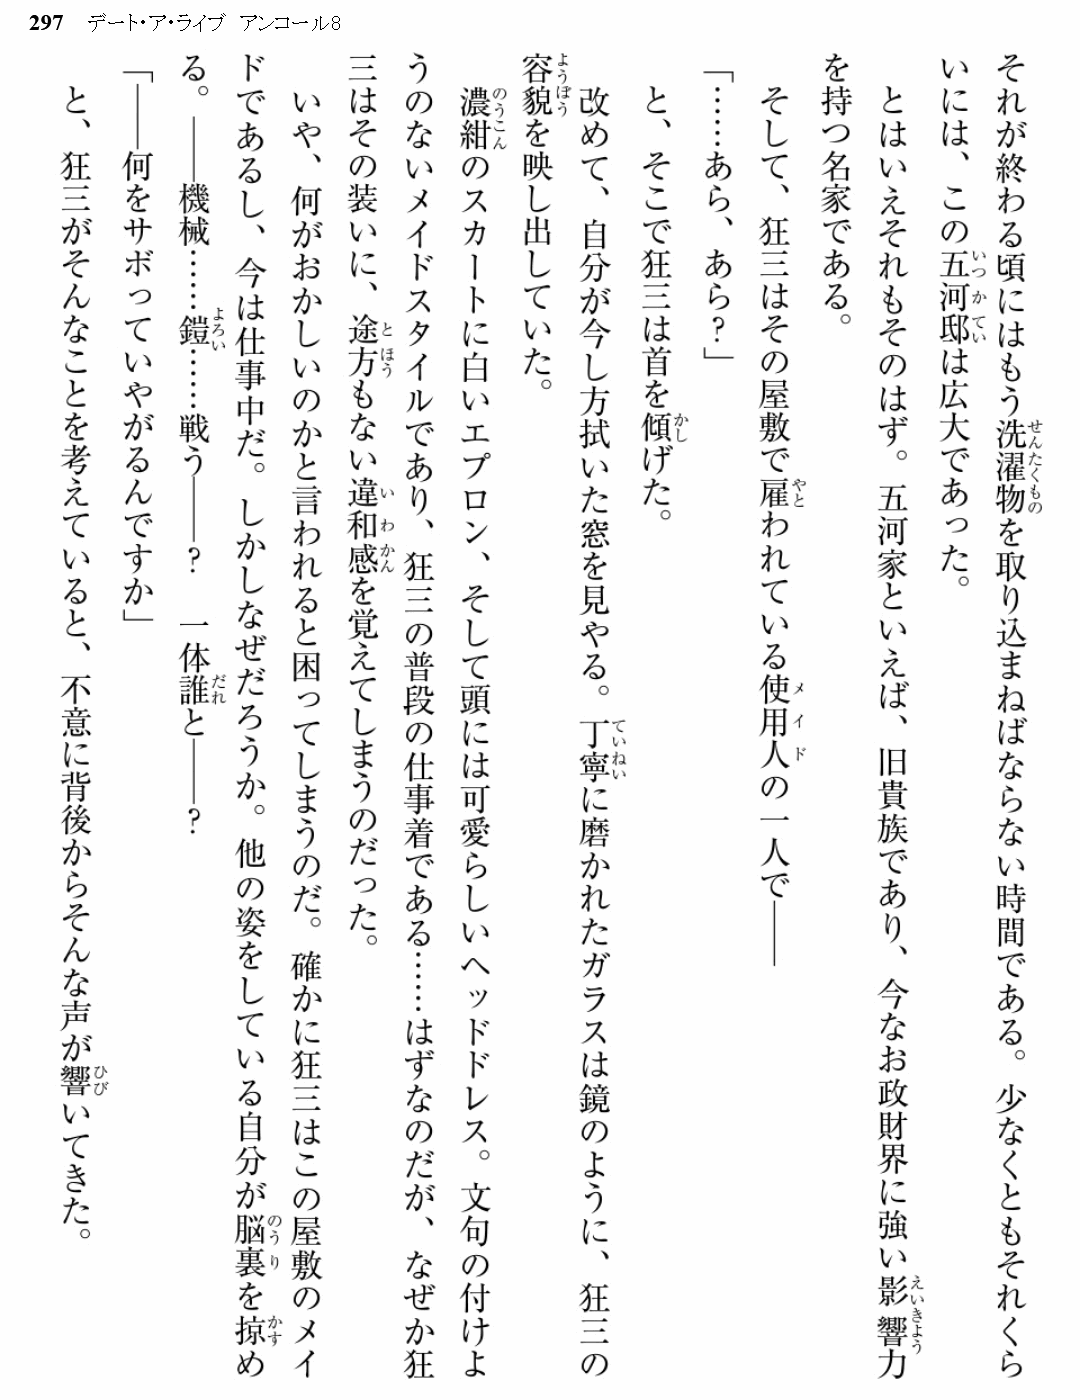 297 デート・ア・ライブ アンコール8
それが終わる頃にはもう洗濯物を取り込まねばならない時間である。少なくともそれくら
いには、この五河邸は広大であった。
とはいえそれもそのはず。五河家といえば、旧貴族であり、今なお政財界に強い影響力
を持つ名家である。
そして、狂三はその屋敷で雇われている使用人の一人で――
「……あら、あら？」
と、そこで狂三は首を傾げた。
改めて、自分が今し方拭いた窓を見やる。丁寧に磨かれたガラスは鏡のように、狂三の
容貌を映し出していた。
濃紺のスカートに白いエプロン、そして頭には可愛らしいヘッドドレス。文句の付けよ
うのないメイドスタイルであり、狂三の普段の仕事着である……はずなのだが、なぜか狂
三はその装いに、途方もない違和感を覚えてしまうのだった。
いや、何がおかしいのかと言われると困ってしまうのだ。確かに狂三はこの屋敷のメイ
ドであるし、今は仕事中だ。しかしなぜだろうか。他の姿をしている自分が脳裏を掠め
る。――機械……鎧……戦う――？　一体誰と――？
「――何をサボっていやがるんですか」
と、狂三がそんなことを考えていると、不意に背後からそんな声が響いてきた。